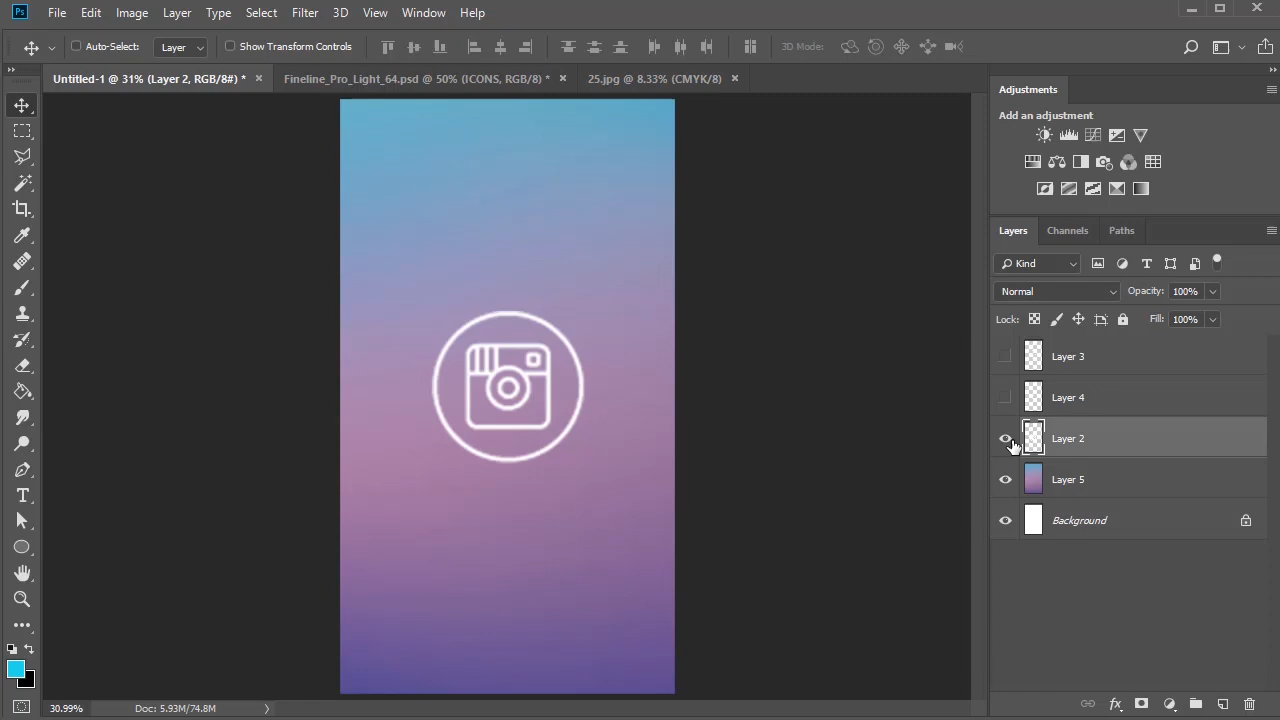 Ps File Edit Image Layer Type Select Filter 3D View Window Help
Auto-Select: Layer Show Transform Controls 3D Mode:
Untitled-1 @ 31% (Layer 2, RGB/8#) * × Fineline_Pro_Light_64.psd @ 50% (ICONS, RGB/8) * × 25.jpg @ 8.33% (CMYK/8) ×
Adjustments
Add an adjustment
Layers Channels Paths
Kind
Normal Opacity: 100%
Lock: Fill: 100%
Layer 3
Layer 4
Layer 2
Layer 5
Background
30.99% Doc: 5.93M/74.8M